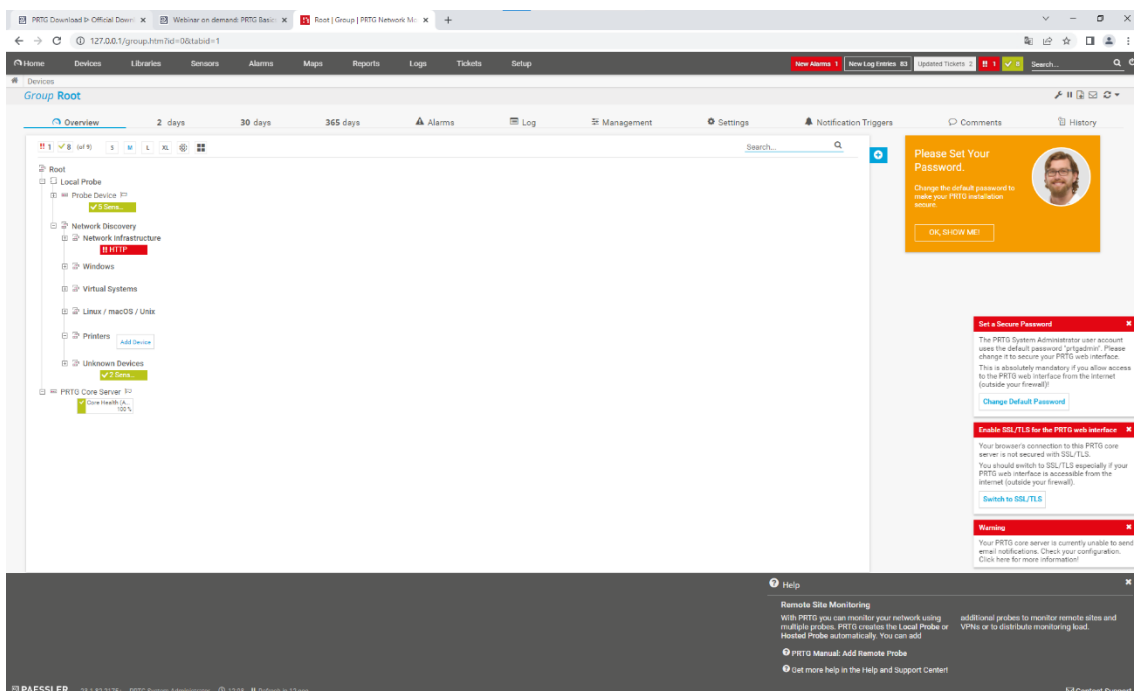 PRTG Download ▷ Official Downl
Webinar on demand: PRTG Basic
Root | Group | PRTG Network Mo
127.0.0.1/group.htm?id=0&tabid=1
Home Devices Libraries Sensors Alarms Maps Reports Logs Tickets Setup
New Alarms 1 New Log Entries 83 Updated Tickets 2 !! 1 8 Search...
Devices
Group Root
Overview 2 days 30 days 365 days Alarms Log Management Settings Notification Triggers Comments History
!! 1 8 (of 9) S M L XL Search...
Root
Local Probe
Probe Device
5 Sens...
Network Discovery
Network Infrastructure
!! HTTP
Windows
Virtual Systems
Linux / macOS / Unix
Printers Add Device
Unknown Devices
2 Sens...
PRTG Core Server
Core Health (A...
100 %
Please Set Your
Password.
Change the default password to
make your PRTG installation
secure.
OK, SHOW ME!
Set a Secure Password
The PRTG System Administrator user account
uses the default password "prtgadmin". Please
change it to secure your PRTG web interface.
This is absolutely mandatory if you allow access
to the PRTG web interface from the internet
(outside your firewall)!
Change Default Password
Enable SSL/TLS for the PRTG web interface
Your browser's connection to this PRTG core
server is not secured with SSL/TLS.
You should switch to SSL/TLS especially if your
PRTG web interface is accessible from the
internet (outside your firewall).
Switch to SSL/TLS
Warning
Your PRTG core server is currently unable to send
email notifications. Check your configuration.
Click here for more information!
Help
Remote Site Monitoring
With PRTG you can monitor your network using
multiple probes. PRTG creates the Local Probe or
Hosted Probe automatically. You can add
additional probes to monitor remote sites and
VPNs or to distribute monitoring load.
PRTG Manual: Add Remote Probe
Get more help in the Help and Support Center!
PAESSLER
Contact Support